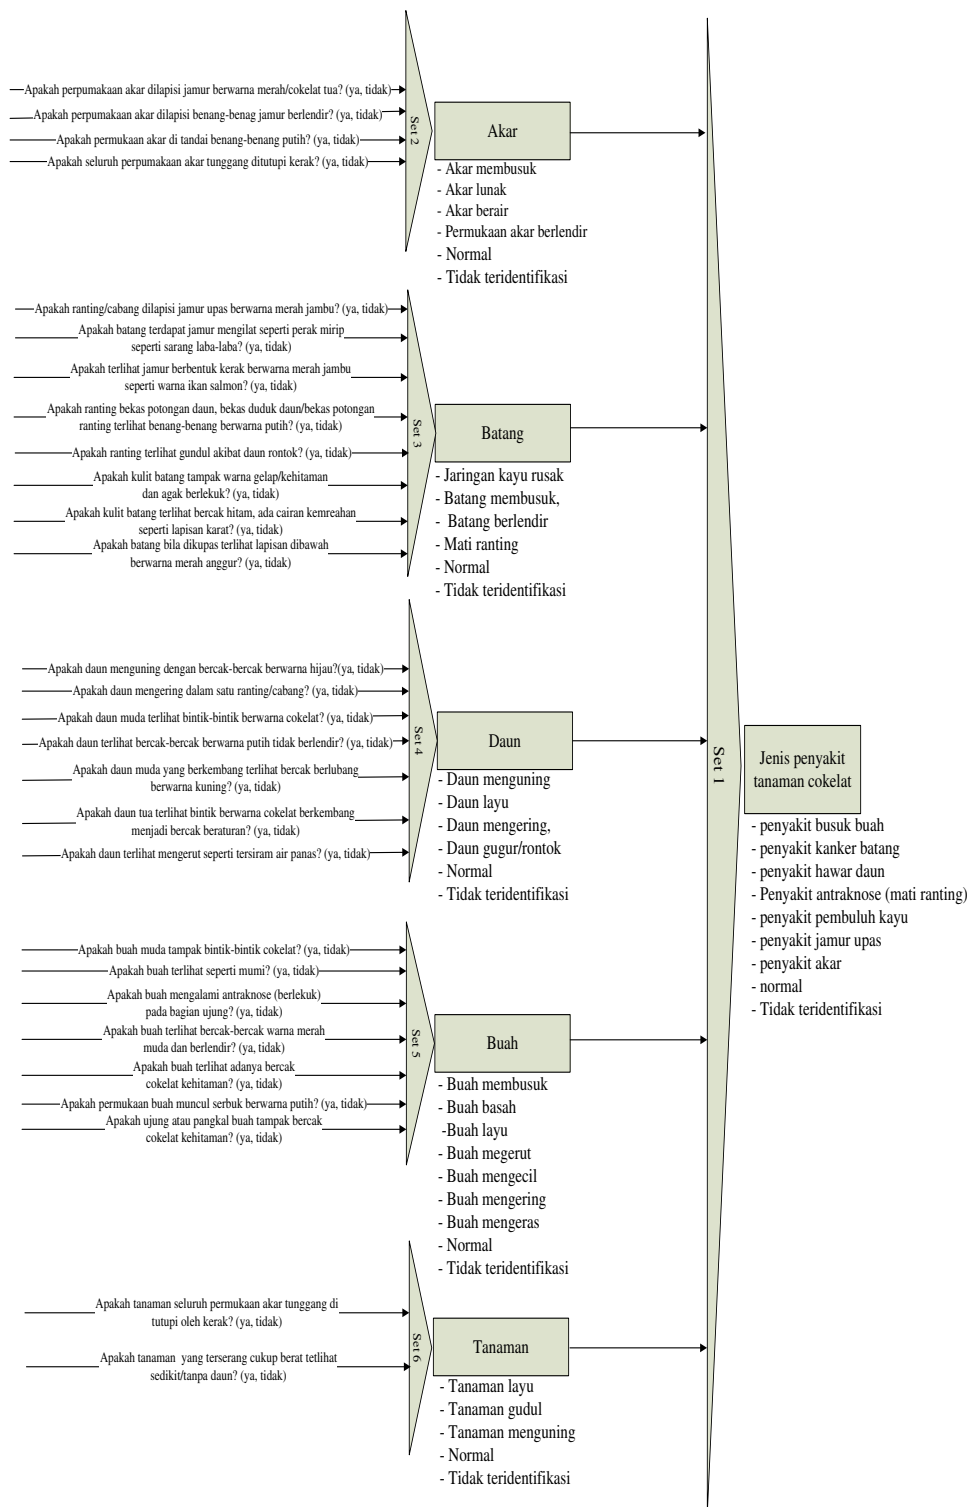 Apakah perpumakaan akar dilapisi jamur berwarna merah/cokelat tua? (ya, tidak)
Apakah perpumakaan akar dilapisi benang-benag jamur berlendir? (ya, tidak)
Apakah permukaan akar di tandai benang-benang putih? (ya, tidak)
Apakah seluruh perpumakaan akar tunggang ditutupi kerak? (ya, tidak)
Set 2
Akar
- Akar membusuk
- Akar lunak
- Akar berair
- Permukaan akar berlendir
- Normal
- Tidak teridentifikasi
Apakah ranting/cabang dilapisi jamur upas berwarna merah jambu? (ya, tidak)
Apakah batang terdapat jamur mengilat seperti perak mirip
seperti sarang laba-laba? (ya, tidak)
Apakah terlihat jamur berbentuk kerak berwarna merah jambu
seperti warna ikan salmon? (ya, tidak)
Apakah ranting bekas potongan daun, bekas duduk daun/bekas potongan
ranting terlihat benang-benang berwarna putih? (ya, tidak)
Apakah ranting terlihat gundul akibat daun rontok? (ya, tidak)
Apakah kulit batang tampak warna gelap/kehitaman
dan agak berlekuk? (ya, tidak)
Apakah kulit batang terlihat bercak hitam, ada cairan kemreahan
seperti lapisan karat? (ya, tidak)
Apakah batang bila dikupas terlihat lapisan dibawah
berwarna merah anggur? (ya, tidak)
Set 3
Batang
- Jaringan kayu rusak
- Batang membusuk,
- Batang berlendir
- Mati ranting
- Normal
- Tidak teridentifikasi
Apakah daun menguning dengan bercak-bercak berwarna hijau?(ya, tidak)
Apakah daun mengering dalam satu ranting/cabang? (ya, tidak)
Apakah daun muda terlihat bintik-bintik berwarna cokelat? (ya, tidak)
Apakah daun terlihat bercak-bercak berwarna putih tidak berlendir? (ya, tidak)
Apakah daun muda yang berkembang terlihat bercak berlubang
berwarna kuning? (ya, tidak)
Apakah daun tua terlihat bintik berwarna cokelat berkembang
menjadi bercak beraturan? (ya, tidak)
Apakah daun terlihat mengerut seperti tersiram air panas? (ya, tidak)
Set 4
Daun
- Daun menguning
- Daun layu
- Daun mengering,
- Daun gugur/rontok
- Normal
- Tidak teridentifikasi
Apakah buah muda tampak bintik-bintik cokelat? (ya, tidak)
Apakah buah terlihat seperti mumi? (ya, tidak)
Apakah buah mengalami antraknose (berlekuk)
pada bagian ujung? (ya, tidak)
Apakah buah terlihat bercak-bercak warna merah
muda dan berlendir? (ya, tidak)
Apakah buah terlihat adanya bercak
cokelat kehitaman? (ya, tidak)
Apakah permukaan buah muncul serbuk berwarna putih? (ya, tidak)
Apakah ujung atau pangkal buah tampak bercak
cokelat kehitaman? (ya, tidak)
Set 5
Buah
- Buah membusuk
- Buah basah
-Buah layu
- Buah megerut
- Buah mengecil
- Buah mengering
- Buah mengeras
- Normal
- Tidak teridentifikasi
Apakah tanaman seluruh permukaan akar tunggang di
tutupi oleh kerak? (ya, tidak)
Apakah tanaman yang terserang cukup berat tetlihat
sedikit/tanpa daun? (ya, tidak)
Set 6
Tanaman
- Tanaman layu
- Tanaman gudul
- Tanaman menguning
- Normal
- Tidak teridentifikasi
Set 1
Jenis penyakit
tanaman cokelat
- penyakit busuk buah
- penyakit kanker batang
- penyakit hawar daun
- Penyakit antraknose (mati ranting)
- penyakit pembuluh kayu
- penyakit jamur upas
- penyakit akar
- normal
- Tidak teridentifikasi